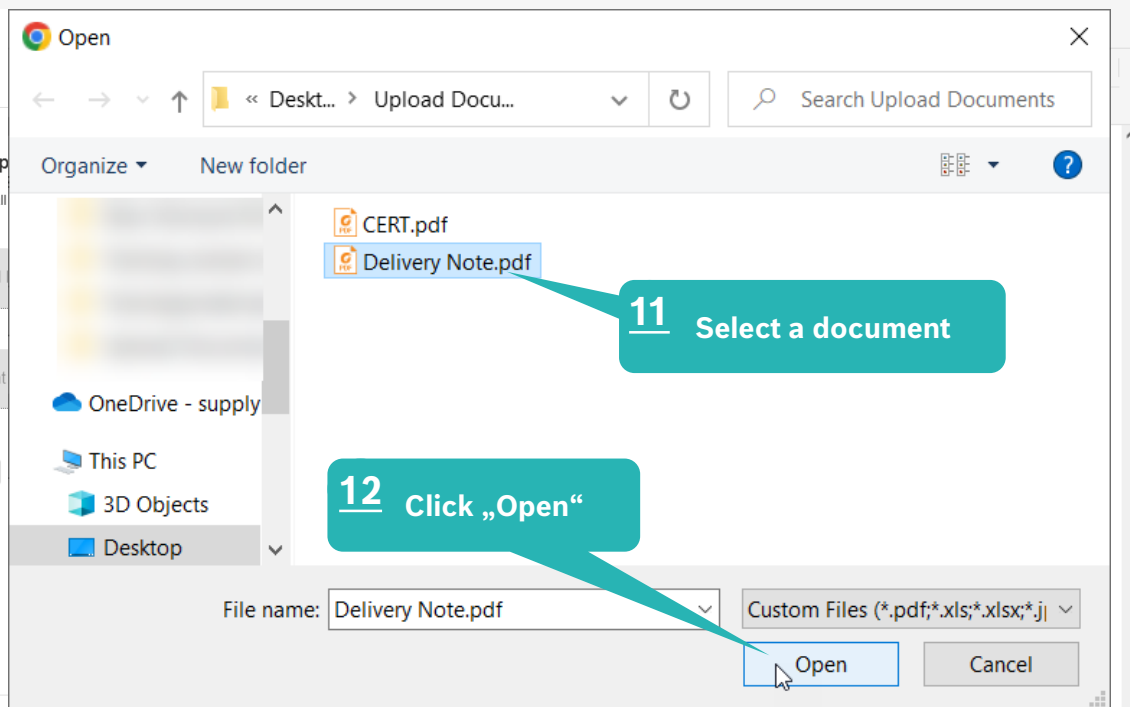 Open
« Deskt... > Upload Docu...
Search Upload Documents
Organize
New folder
?
CERT.pdf
Delivery Note.pdf
11 Select a document
OneDrive - supply
This PC
3D Objects
Desktop
12 Click „Open“
File name: Delivery Note.pdf
Custom Files (*.pdf;*.xls;*.xlsx;*.j
Open
Cancel